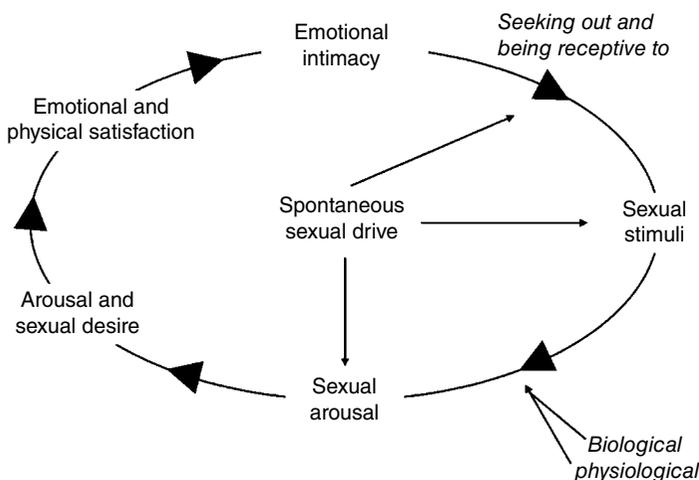 Emotional
intimacy
Seeking out and
being receptive to
Emotional and
physical satisfaction
Spontaneous
sexual drive
Sexual
stimuli
Arousal and
sexual desire
Sexual
arousal
Biological
physiological